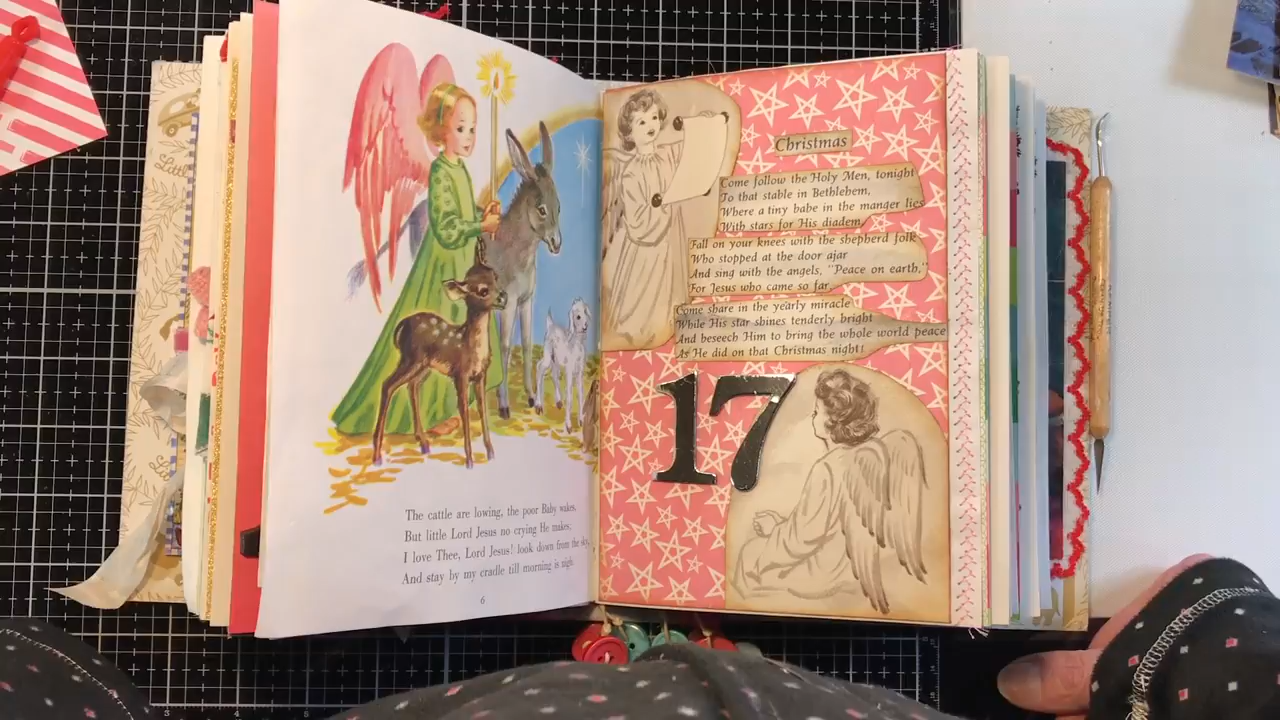 Little
The cattle are lowing, the poor Baby wakes,
But little Lord Jesus no crying He makes,
I love Thee, Lord Jesus! look down from the sky,
And stay by my cradle till morning is nigh.
6
Christmas
Come follow the Holy Men, tonight
To that stable in Bethlehem,
Where a tiny babe in the manger lies
With stars for His diadem.
Fall on your knees with the shepherd folk
Who stopped at the door ajar
And sing with the angels, "Peace on earth,"
For Jesus who came so far.
Come share in the yearly miracle
While His star shines tenderly bright
And beseech Him to bring the whole world peace
As He did on that Christmas night!
17